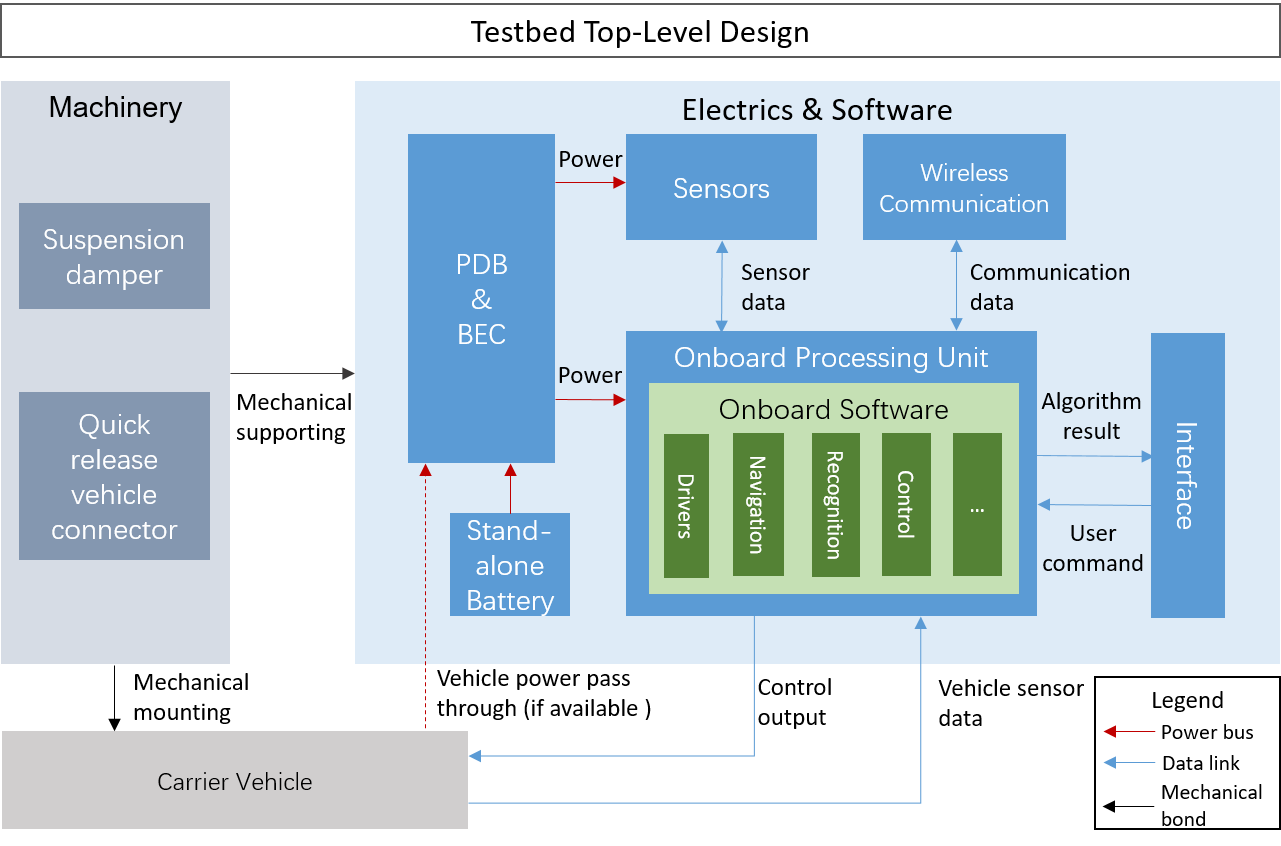 Testbed Top-Level Design
Machinery
Suspension
damper
Quick
release
vehicle
connector
Mechanical
supporting
Mechanical
mounting
Electrics & Software
PDB
&
BEC
Power
Sensors
Wireless
Communication
Sensor
data
Communication
data
Power
Onboard Processing Unit
Onboard Software
Drivers
Navigation
Recognition
Control
...
Algorithm
result
User
command
Interface
Stand-
alone
Battery
Vehicle power pass
through (if available )
Control
output
Vehicle sensor
data
Carrier Vehicle
Legend
Power bus
Data link
Mechanical
bond